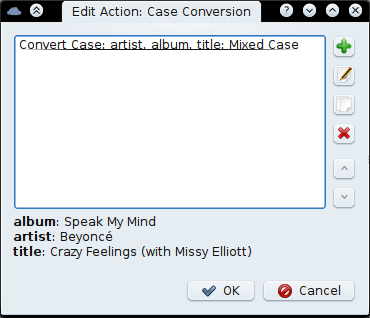 Edit Action: Case Conversion
Convert Case: artist, album, title: Mixed Case
album: Speak My Mind
artist: Beyoncé
title: Crazy Feelings (with Missy Elliott)
OK
Cancel